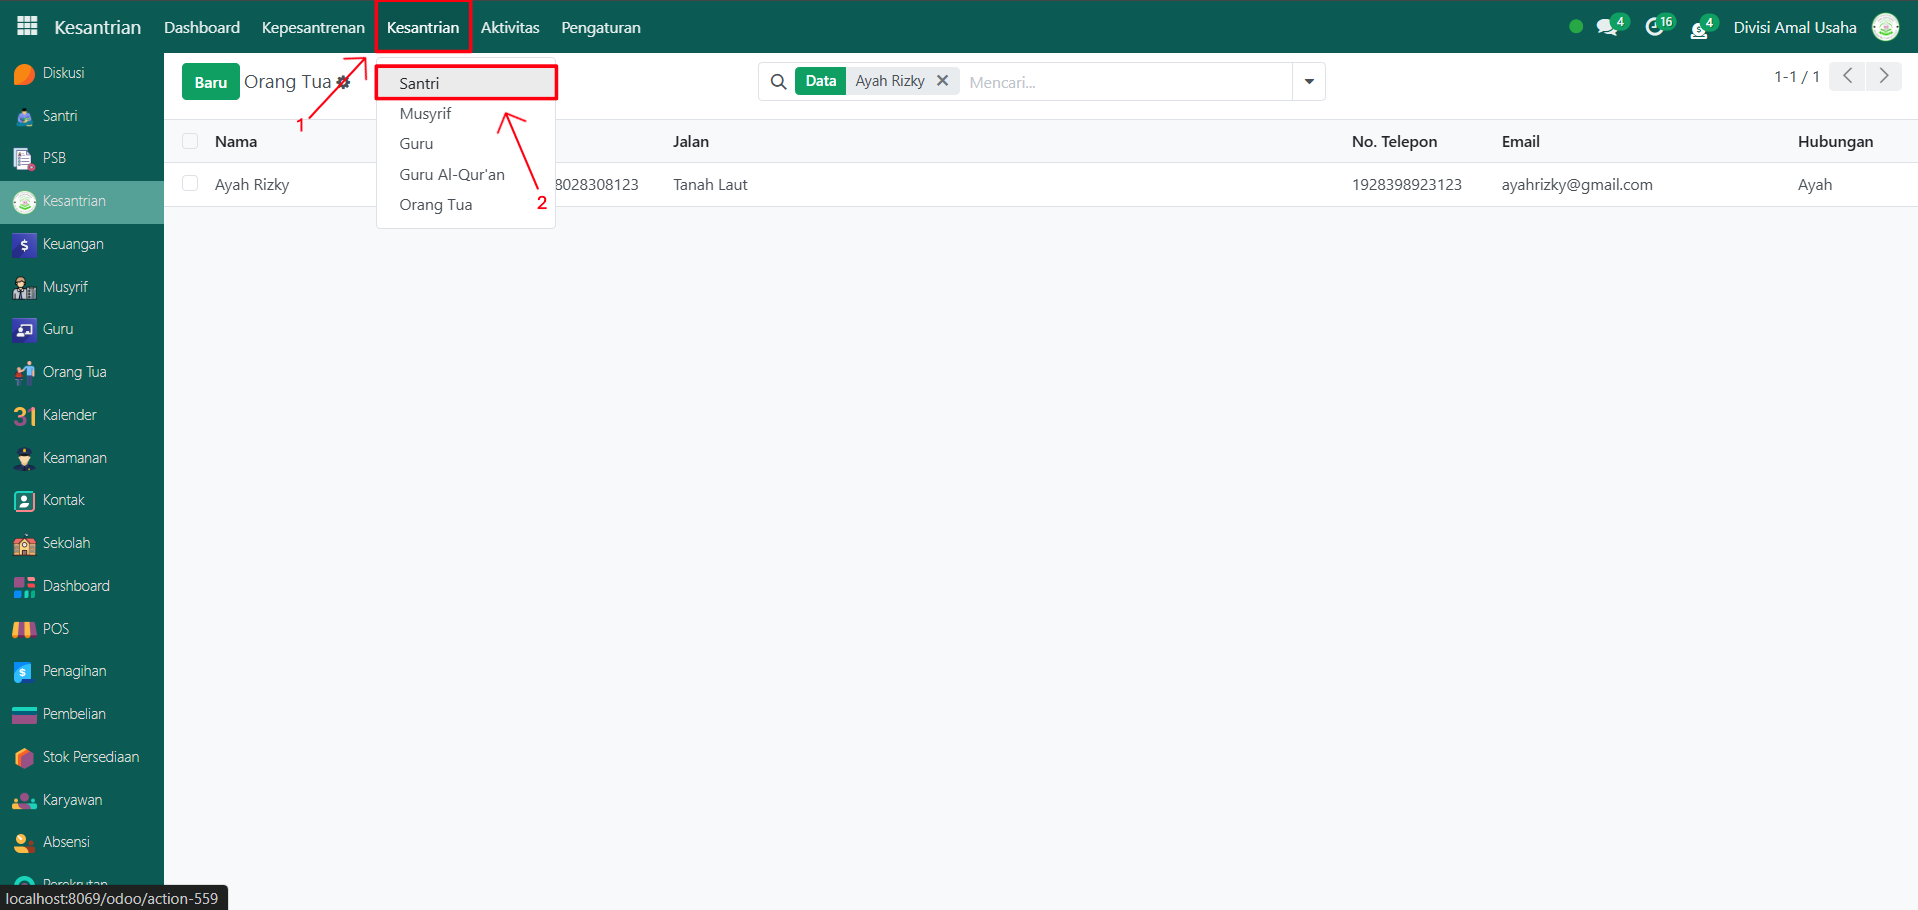 Kesantrian Dashboard Kepesantrenan Kesantrian Aktivitas Pengaturan 4 16 4 Divisi Amal Usaha
Diskusi
Santri
PSB
Kesantrian
Keuangan
Musyrif
Guru
Orang Tua
31 Kalender
Keamanan
Kontak
Sekolah
Dashboard
POS
Penagihan
Pembelian
Stok Persediaan
Karyawan
Absensi
Perekrutan
localhost:8069/odoo/action-559
Baru Orang Tua
Data Ayah Rizky Mencari...
1-1 / 1
1
Santri
Musyrif
Guru
Guru Al-Qur'an
Orang Tua
2
Nama Jalan No. Telepon Email Hubungan
Ayah Rizky 8028308123 Tanah Laut 1928398923123 ayahrizky@gmail.com Ayah